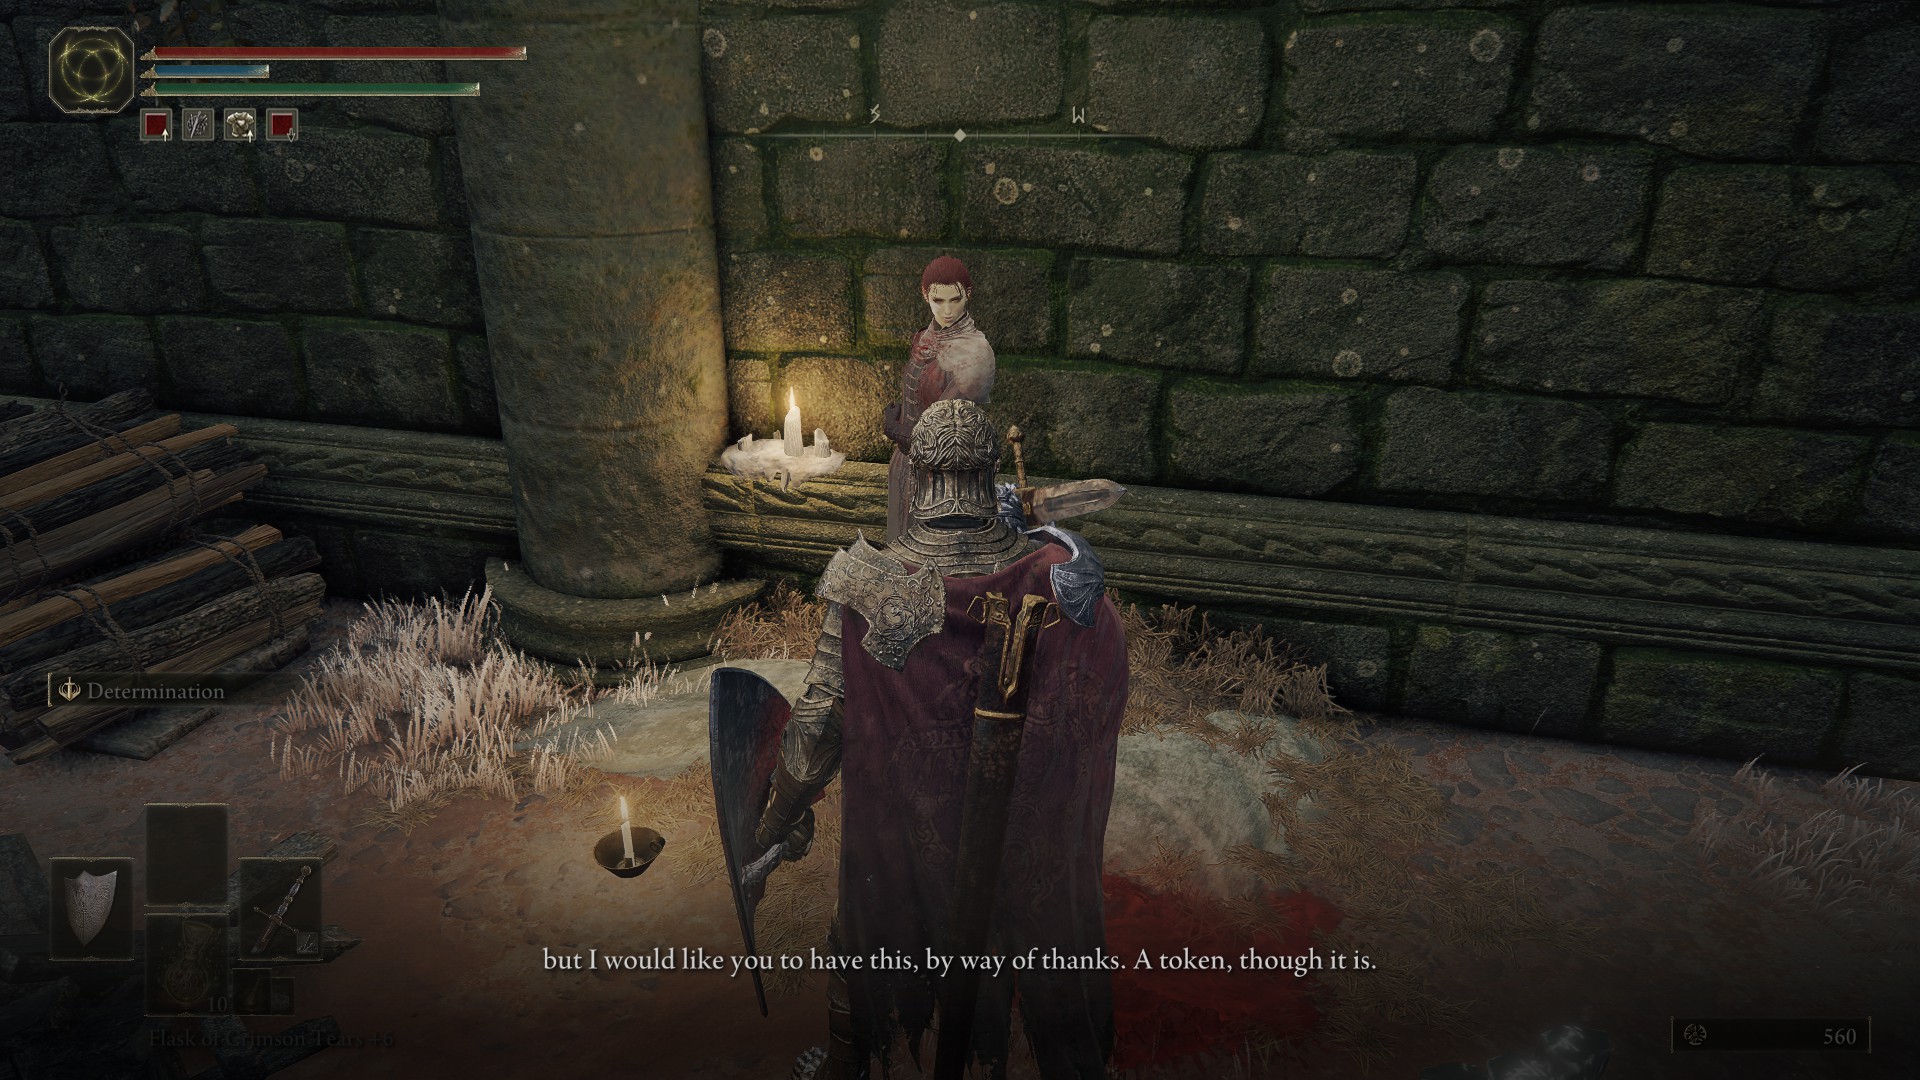 S W
Determination
but I would like you to have this, by way of thanks. A token, though it is.
10
Flask of Crimson Tears +6
560